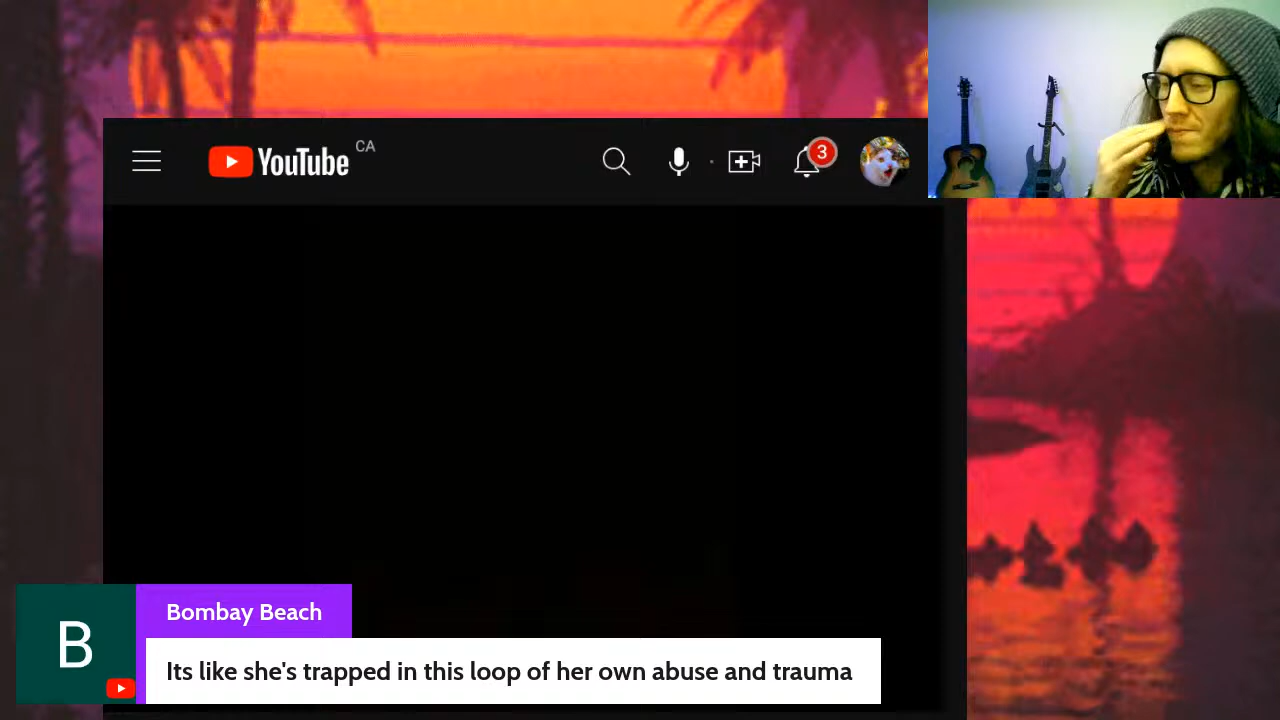 YouTube CA
3
B
Bombay Beach
Its like she's trapped in this loop of her own abuse and trauma